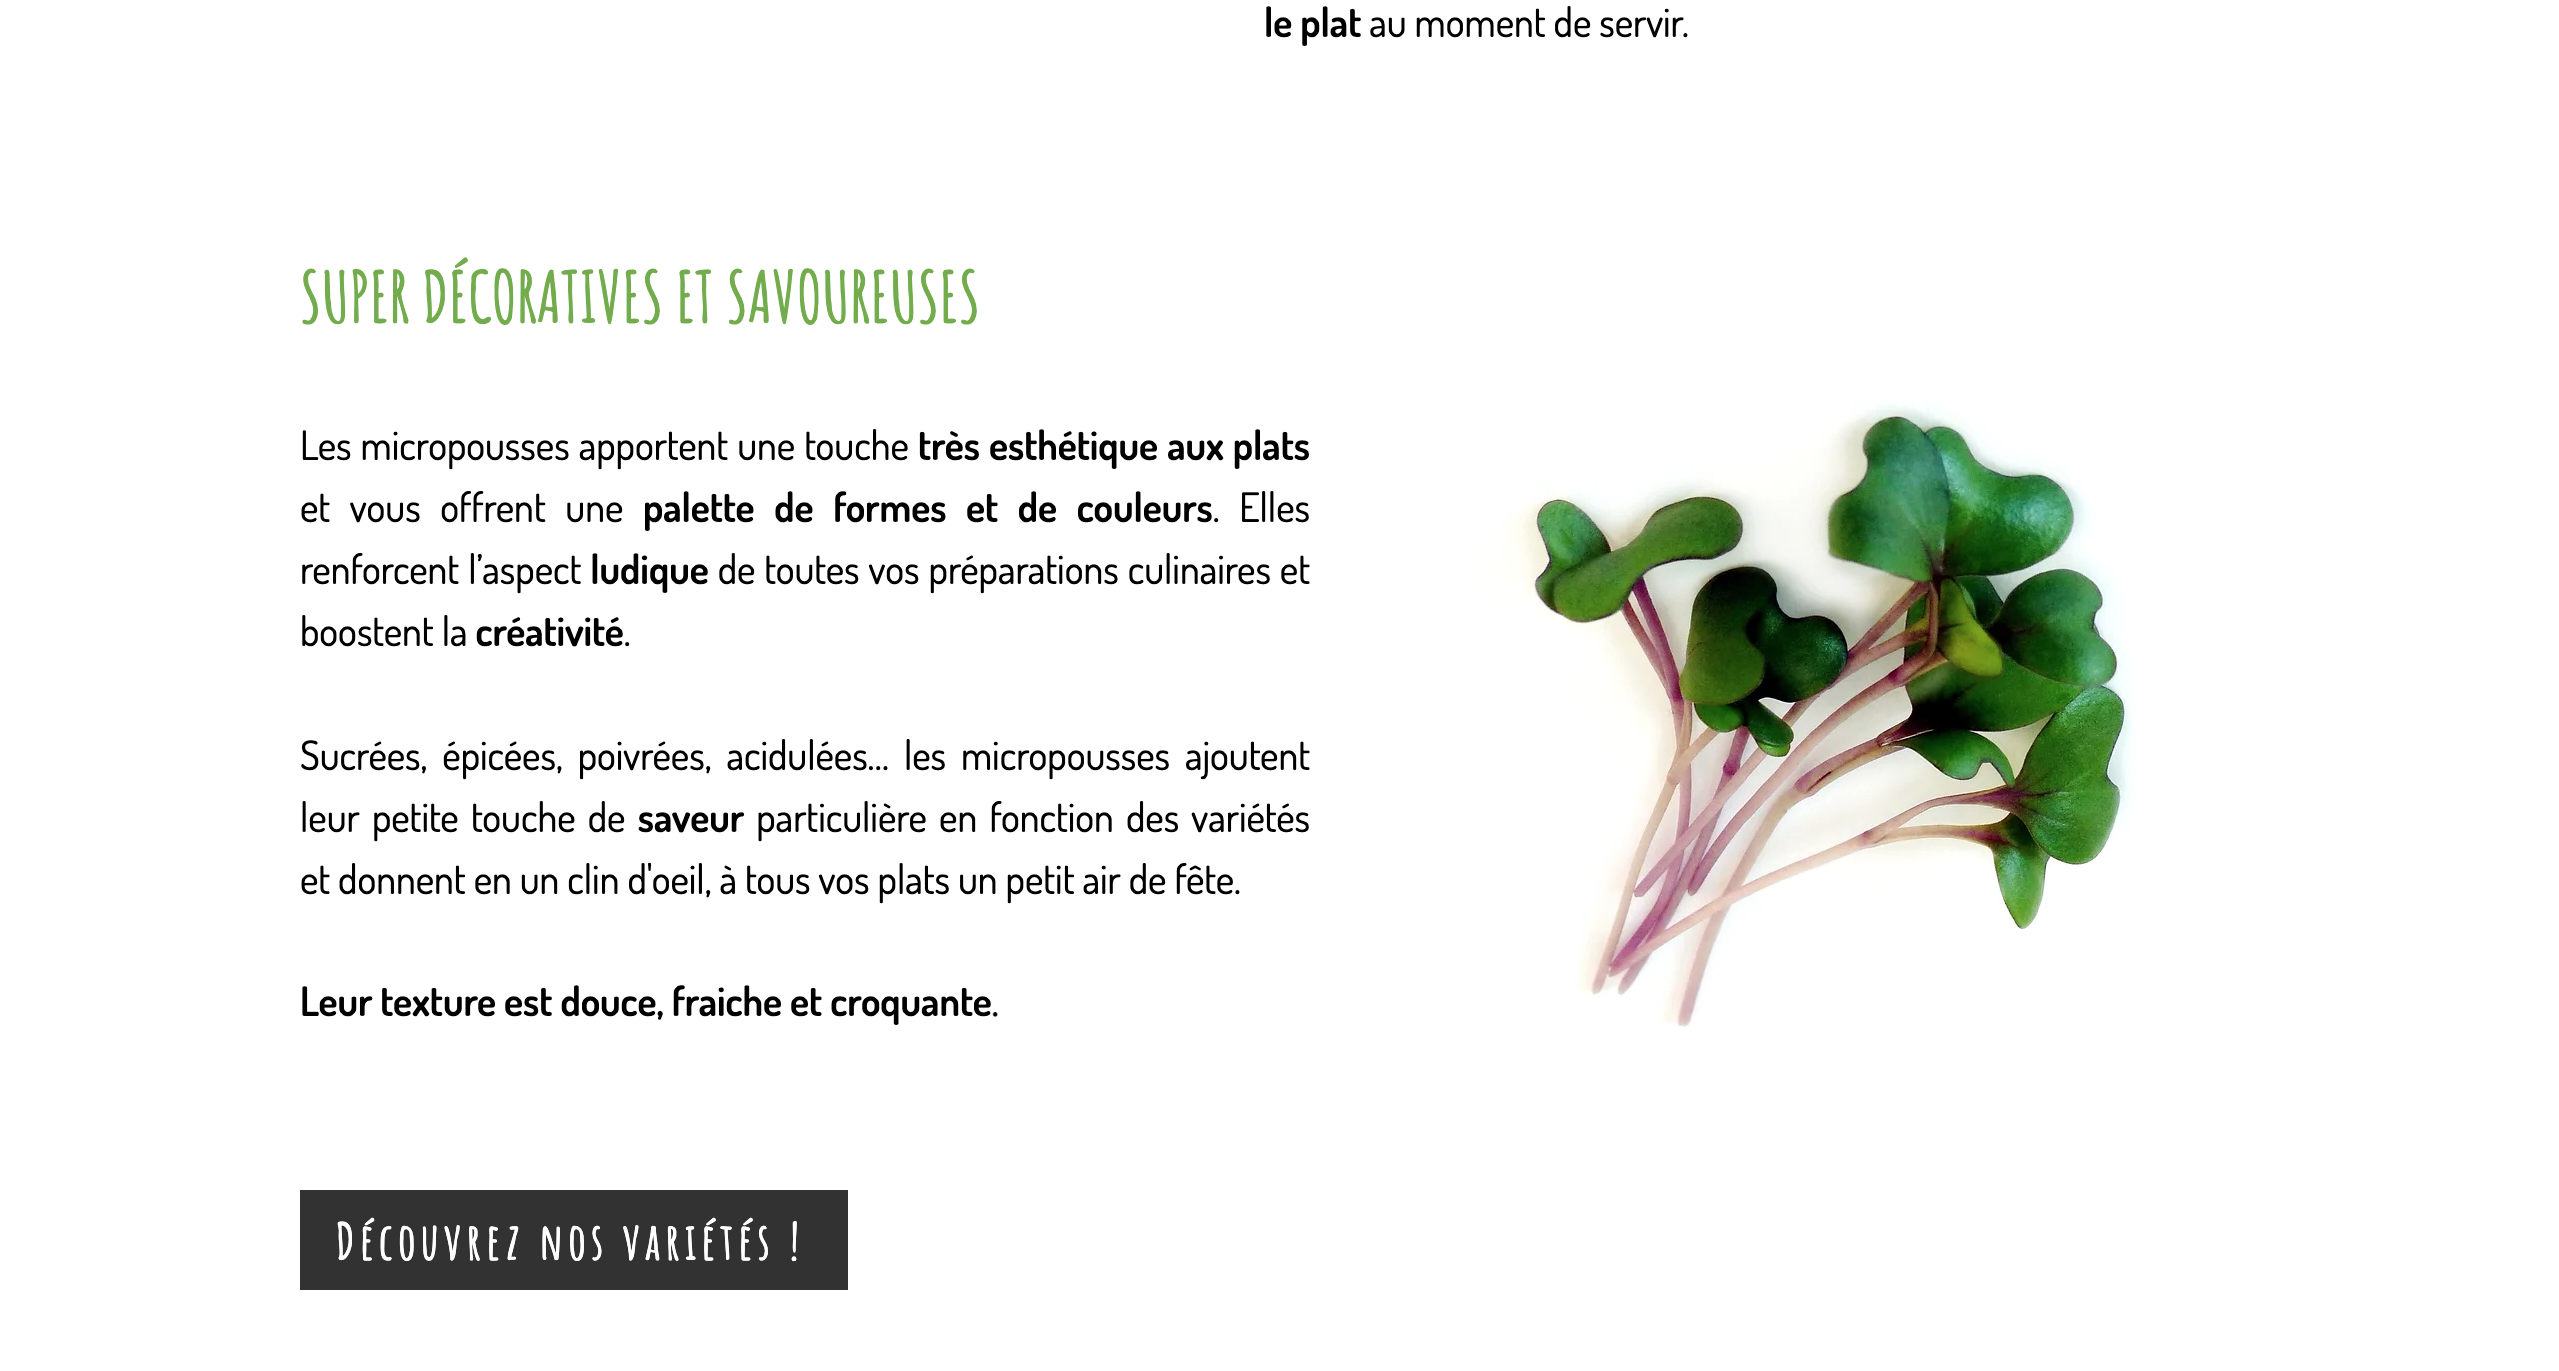 le plat au moment de servir.
SUPER DÉCORATIVES ET SAVOUREUSES
Les micropousses apportent une touche très esthétique aux plats
et vous offrent une palette de formes et de couleurs. Elles
renforcent l’aspect ludique de toutes vos préparations culinaires et
boostent la créativité.
Sucrées, épicées, poivrées, acidulées... les micropousses ajoutent
leur petite touche de saveur particulière en fonction des variétés
et donnent en un clin d'oeil, à tous vos plats un petit air de fête.
Leur texture est douce, fraiche et croquante.
Découvrez nos variétés !